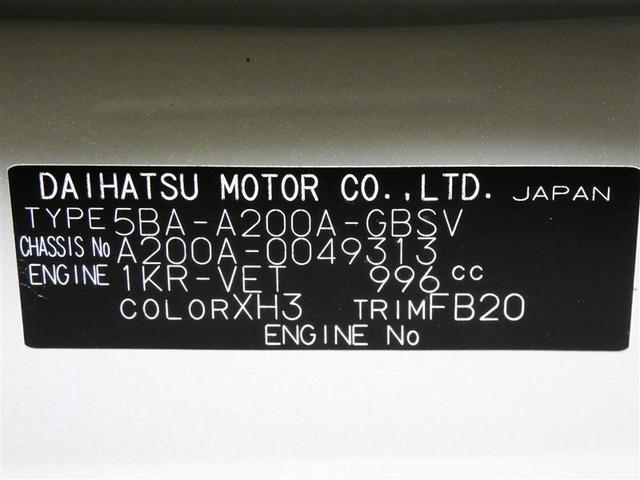 DAIHATSU MOTOR CO.,LTD. JAPAN
TYPE 5BA-A200A-GBSV
CHASSIS No A200A-0049313
ENGINE 1KR-VET 996 cc
COLOR XH3 TRIM FB20
ENGINE No